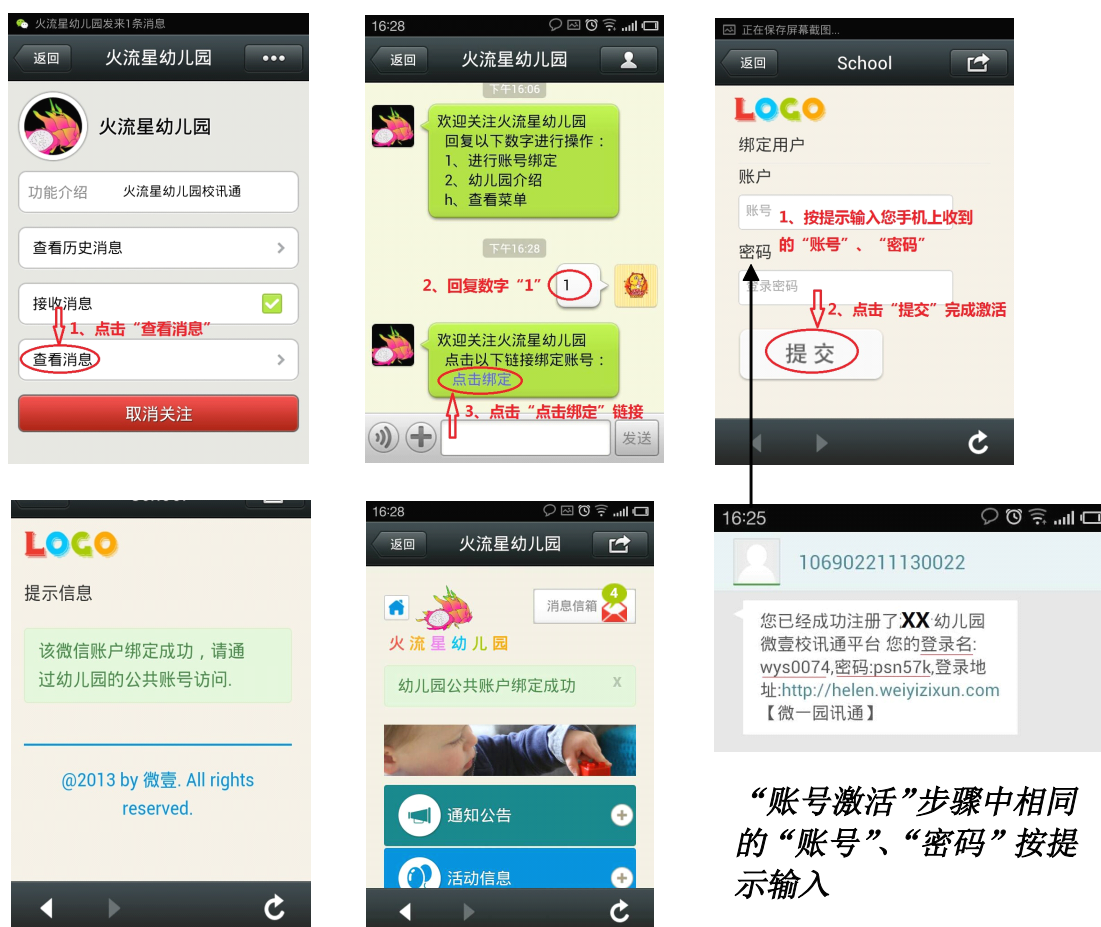 火流星幼儿园发来1条消息
返回
火流星幼儿园
火流星幼儿园
功能介绍
火流星幼儿园校讯通
查看历史消息
接收消息
1、点击“查看消息”
查看消息
取消关注
16:28
返回
火流星幼儿园
下午16:06
欢迎关注火流星幼儿园
回复以下数字进行操作：
1、进行账号绑定
2、幼儿园介绍
h、查看菜单
下午16:28
2、回复数字“1”
1
欢迎关注火流星幼儿园
点击以下链接绑定账号：
点击绑定
3、点击“点击绑定”链接
发送
正在保存屏幕截图...
返回
School
LOGO
绑定用户
账户
账号
1、按提示输入您手机上收到
的“账号”、“密码”
密码
登录密码
2、点击“提交”完成激活
提 交
LOGO
提示信息
该微信账户绑定成功，请通
过幼儿园的公共账号访问.
@2013 by 微壹. All rights
reserved.
16:28
返回
火流星幼儿园
消息信箱
4
火流星幼儿园
幼儿园公共账户绑定成功
x
通知公告
活动信息
16:25
106902211130022
您已经成功注册了XX幼儿园
微壹校讯通平台 您的登录名:
wys0074,密码:psn57k,登录地
址:http://helen.weiyizixun.com
【微一园讯通】
“账号激活”步骤中相同
的“账号”、“密码”按提
示输入